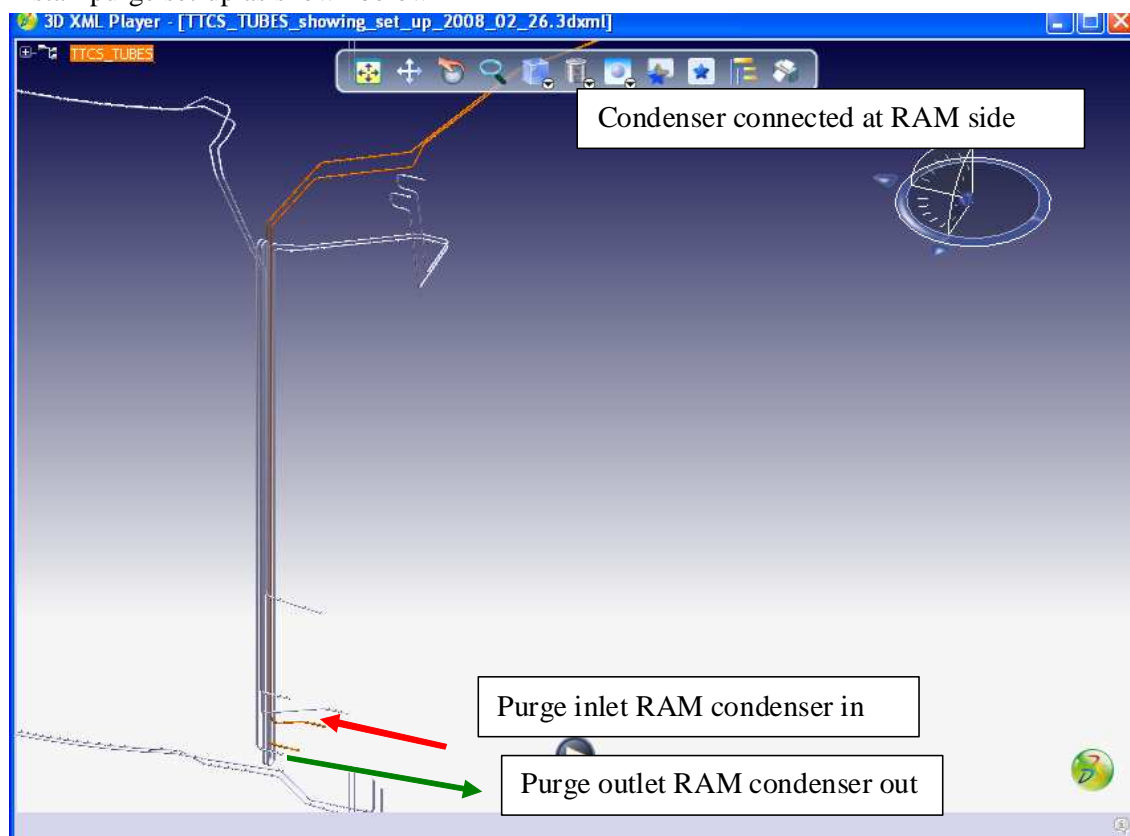 3D XML Player - [TTCS_TUBES_showing_set_up_2008_02_26.3dxml]
TTCS_TUBES
Condenser connected at RAM side
Purge inlet RAM condenser in
Purge outlet RAM condenser out